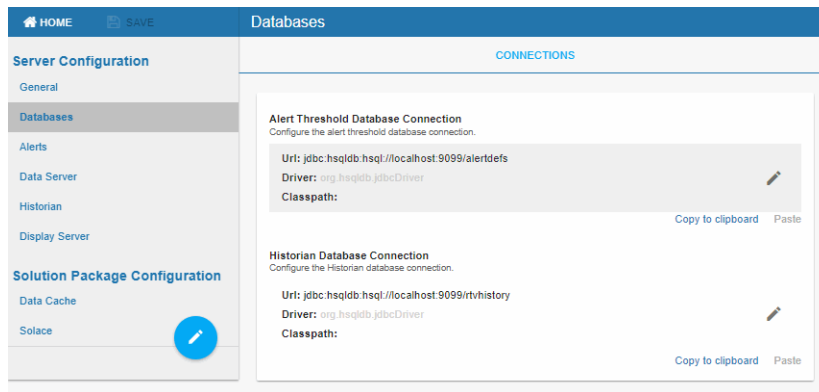 HOME SAVE Databases
Server Configuration
General
Databases
Alerts
Data Server
Historian
Display Server
Solution Package Configuration
Data Cache
Solace
CONNECTIONS
Alert Threshold Database Connection
Configure the alert threshold database connection.
Url: jdbc:hsqldb:hsql://localhost:9099/alertdefs
Driver: org.hsqldb.jdbcDriver
Classpath:
Copy to clipboard Paste
Historian Database Connection
Configure the Historian database connection.
Url: jdbc:hsqldb:hsql://localhost:9099/rtvhistory
Driver: org.hsqldb.jdbcDriver
Classpath:
Copy to clipboard Paste